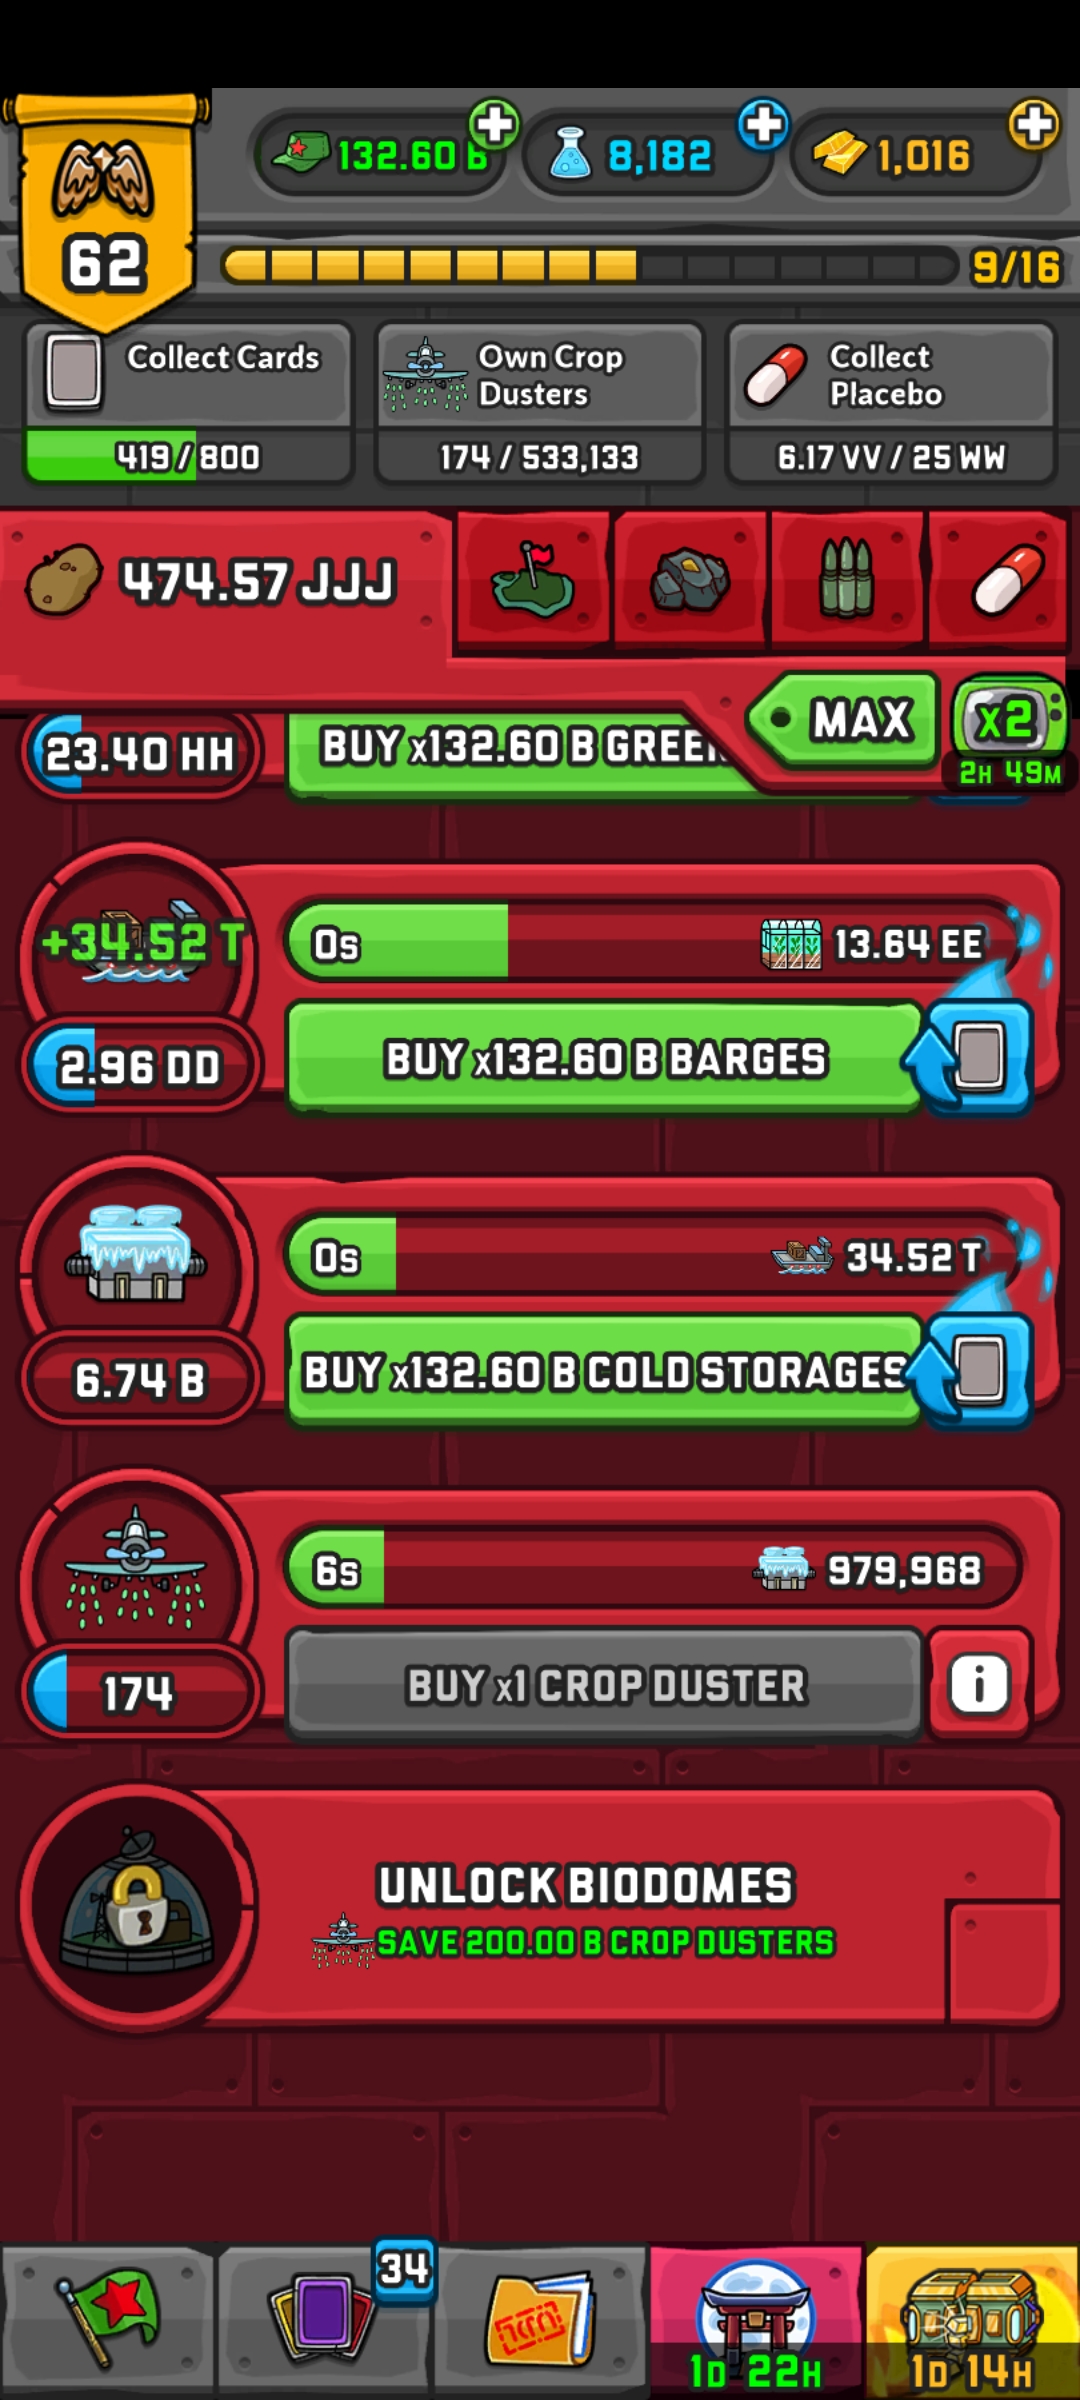 132.60 B
8,182
1,016
62
9/16
Collect Cards
419 / 800
Own Crop
Dusters
174 / 533,133
Collect
Placebo
6.17 VV / 25 WW
474.57 JJJ
MAX
x2
2H 49M
23.40 HH
BUY x132.60 B
+34.52 T
0s
13.64 EE
2.96 DD
BUY x132.60 B BARGES
0s
34.52 T
6.74 B
BUY x132.60 B COLD STORAGES
6s
979,968
174
BUY x1 CROP DUSTER
i
UNLOCK BIODOMES
SAVE 200.00 B CROP DUSTERS
34
1D 22H
1D 14H